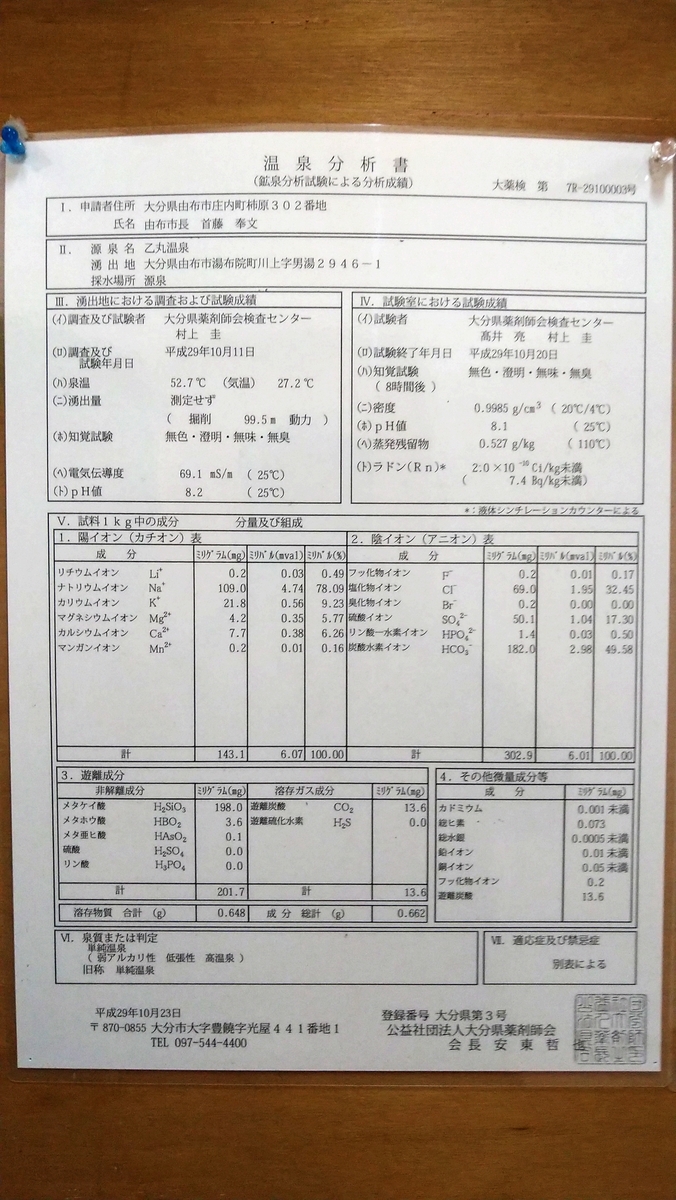 温泉分析書
(鉱泉分析試験による分析成績)
大薬検 第 7R-29100003号
Ⅰ. 申請者住所 大分県由布市庄内町柿原３０２番地
氏名 由布市長 首藤 奉文
Ⅱ. 源泉名 乙丸温泉
湧出地 大分県由布市湯布院町川上字男湯２９４６－１
採水場所 源泉
Ⅲ. 湧出地における調査および試験成績
(イ)調査及び試験者 大分県薬剤師会検査センター
村上 圭
(ロ)調査及び
試験年月日 平成29年10月11日
(ハ)泉温 52.7℃ (気温) 27.2℃
(ニ)湧出量 測定せず
( 掘削 99.5m 動力 )
(ホ)知覚試験 無色・澄明・無味・無臭
(ヘ)電気伝導度 69.1 mS/m (25℃)
(ト)pH値 8.2 (25℃)
Ⅳ. 試験室における試験成績
(イ)試験者 大分県薬剤師会検査センター
高井 亮 村上 圭
(ロ)試験終了年月日 平成29年10月20日
(ハ)知覚試験 無色・澄明・無味・無臭
( 8時間後 )
(ニ)密度 0.9985 g/cm³ ( 20℃/4℃)
(ホ)pH値 8.1 (25℃)
(ヘ)蒸発残留物 0.527 g/kg (110℃)
(ト)ラドン(Rn)* 2.0×10⁻¹⁰ Ci/kg未満
( 7.4 Bq/kg未満)
*：液体シンチレーションカウンターによる
Ⅴ. 試料１kg中の成分 分量及び組成
1. 陽イオン(カチオン)表
成分 ﾐﾘｸﾞﾗﾑ(mg) ﾐﾘﾊﾞﾙ(mval) ﾐﾘﾊﾞﾙ(%)
リチウムイオン Li⁺ 0.2 0.03 0.49
ナトリウムイオン Na⁺ 109.0 4.74 78.09
カリウムイオン K⁺ 21.8 0.56 9.23
マグネシウムイオン Mg²⁺ 4.2 0.35 5.77
カルシウムイオン Ca²⁺ 7.7 0.38 6.26
マンガンイオン Mn²⁺ 0.2 0.01 0.16
計 143.1 6.07 100.00
2. 陰イオン(アニオン)表
成分 ﾐﾘｸﾞﾗﾑ(mg) ﾐﾘﾊﾞﾙ(mval) ﾐﾘﾊﾞﾙ(%)
フッ化物イオン F⁻ 0.2 0.01 0.17
塩化物イオン Cl⁻ 69.0 1.95 32.45
臭化物イオン Br⁻ 0.2 0.00 0.00
硫酸イオン SO₄²⁻ 50.1 1.04 17.30
リン酸一水素イオン HPO₄²⁻ 1.4 0.03 0.50
炭酸水素イオン HCO₃⁻ 182.0 2.98 49.58
計 302.9 6.01 100.00
3. 遊離成分
非解離成分 ﾐﾘｸﾞﾗﾑ(mg) 溶存ガス成分 ﾐﾘｸﾞﾗﾑ(mg)
メタケイ酸 H₂SiO₃ 198.0 遊離炭酸 CO₂ 13.6
メタホウ酸 HBO₂ 3.6 遊離硫化水素 H₂S 0.0
メタ亜ヒ酸 HAsO₂ 0.1
硫酸 H₂SO₄ 0.0
リン酸 H₃PO₄ 0.0
計 201.7 計 13.6
溶存物質 合計 (g) 0.648 成分 総計 (g) 0.662
4. その他微量成分等
成分 ﾐﾘｸﾞﾗﾑ(mg)
カドミウム 0.001 未満
総ヒ素 0.073
総水銀 0.0005 未満
鉛イオン 0.01 未満
銅イオン 0.05 未満
フッ化物イオン 0.2
遊離炭酸 13.6
Ⅵ. 泉質または判定
単純温泉
( 弱アルカリ性 低張性 高温泉 )
旧称 単純温泉
Ⅶ. 適応症及び禁忌症
別表による
平成29年10月23日
〒870-0855 大分市大字豊饒字光屋４４１番地１
TEL 097-544-4400
登録番号 大分県第３号
公益社団法人大分県薬剤師会
会長 安東哲也